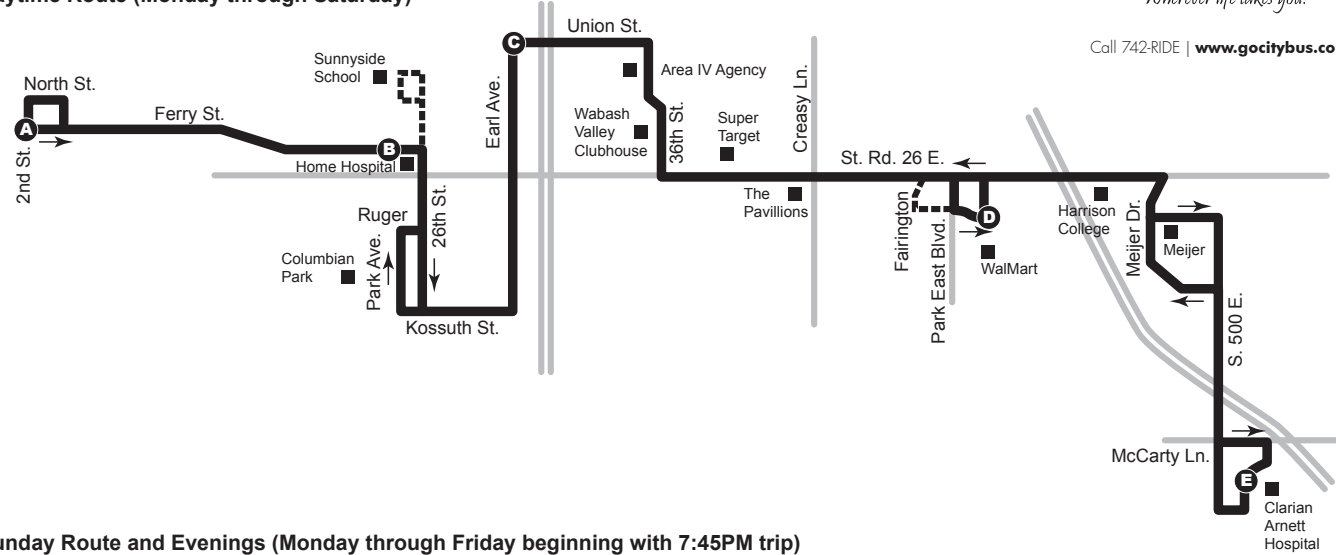 aytime Route (Monday through Saturday)
Wherever life takes you.
Call 742-RIDE | www.gocitybus.co
Union St.
C
Sunnyside
School
Area IV Agency
North St.
Ferry St.
A
2nd St.
Earl Ave.
Wabash
Valley
Clubhouse
36th St.
Super
Target
Creasy Ln.
B
Home Hospital
St. Rd. 26 E.
The
Pavillions
Ruger
26th St.
Columbian
Park
Park Ave.
Kossuth St.
Fairington
Park East Blvd.
D
WalMart
Harrison
College
Meijer Dr.
Meijer
S. 500 E.
McCarty Ln.
E
Clarian
Arnett
Hospital
unday Route and Evenings (Monday through Friday beginning with 7:45PM trip)